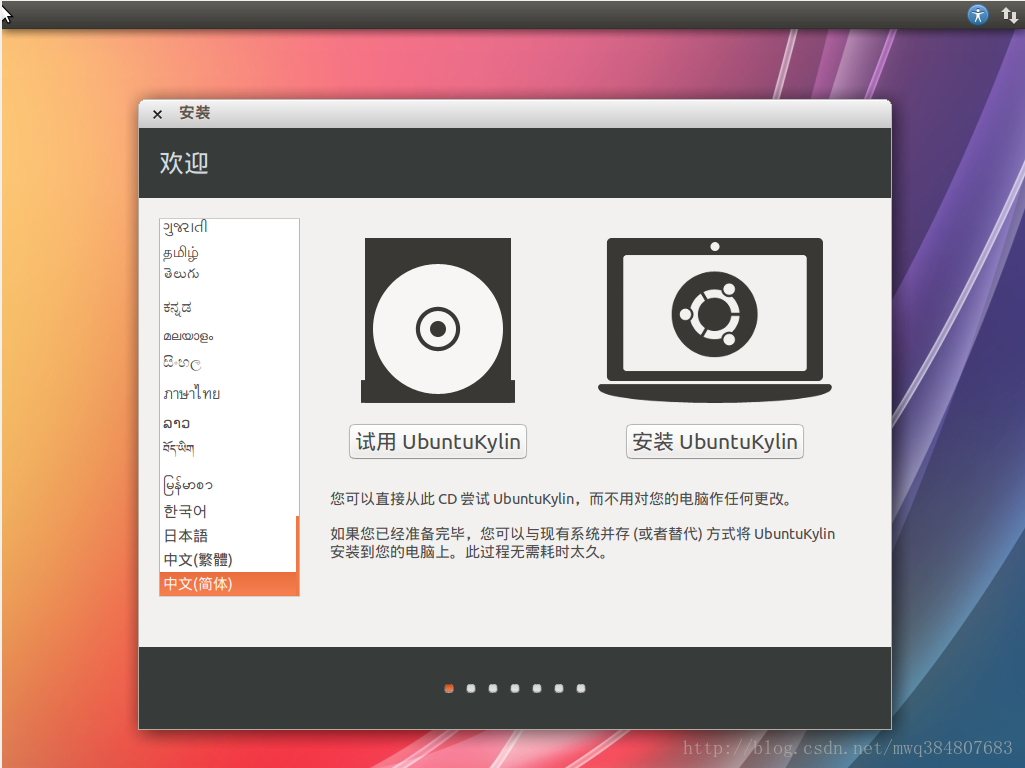 安装
欢迎
ગુજરાતી
தமிழ்
తెలుగు
ಕನ್ನಡ
മലയാളം
සිංහල
ภาษาไทย
ລາວ
བོད་ཡིག
မြန်မာစာ
한국어
日本語
中文(繁體)
中文(简体)
试用 UbuntuKylin
安装 UbuntuKylin
您可以直接从此 CD 尝试 UbuntuKylin，而不用对您的电脑作任何更改。
如果您已经准备完毕，您可以与现有系统并存 (或者替代) 方式将 UbuntuKylin
安装到您的电脑上。此过程无需耗时太久。
http://blog.csdn.net/mwq384807683